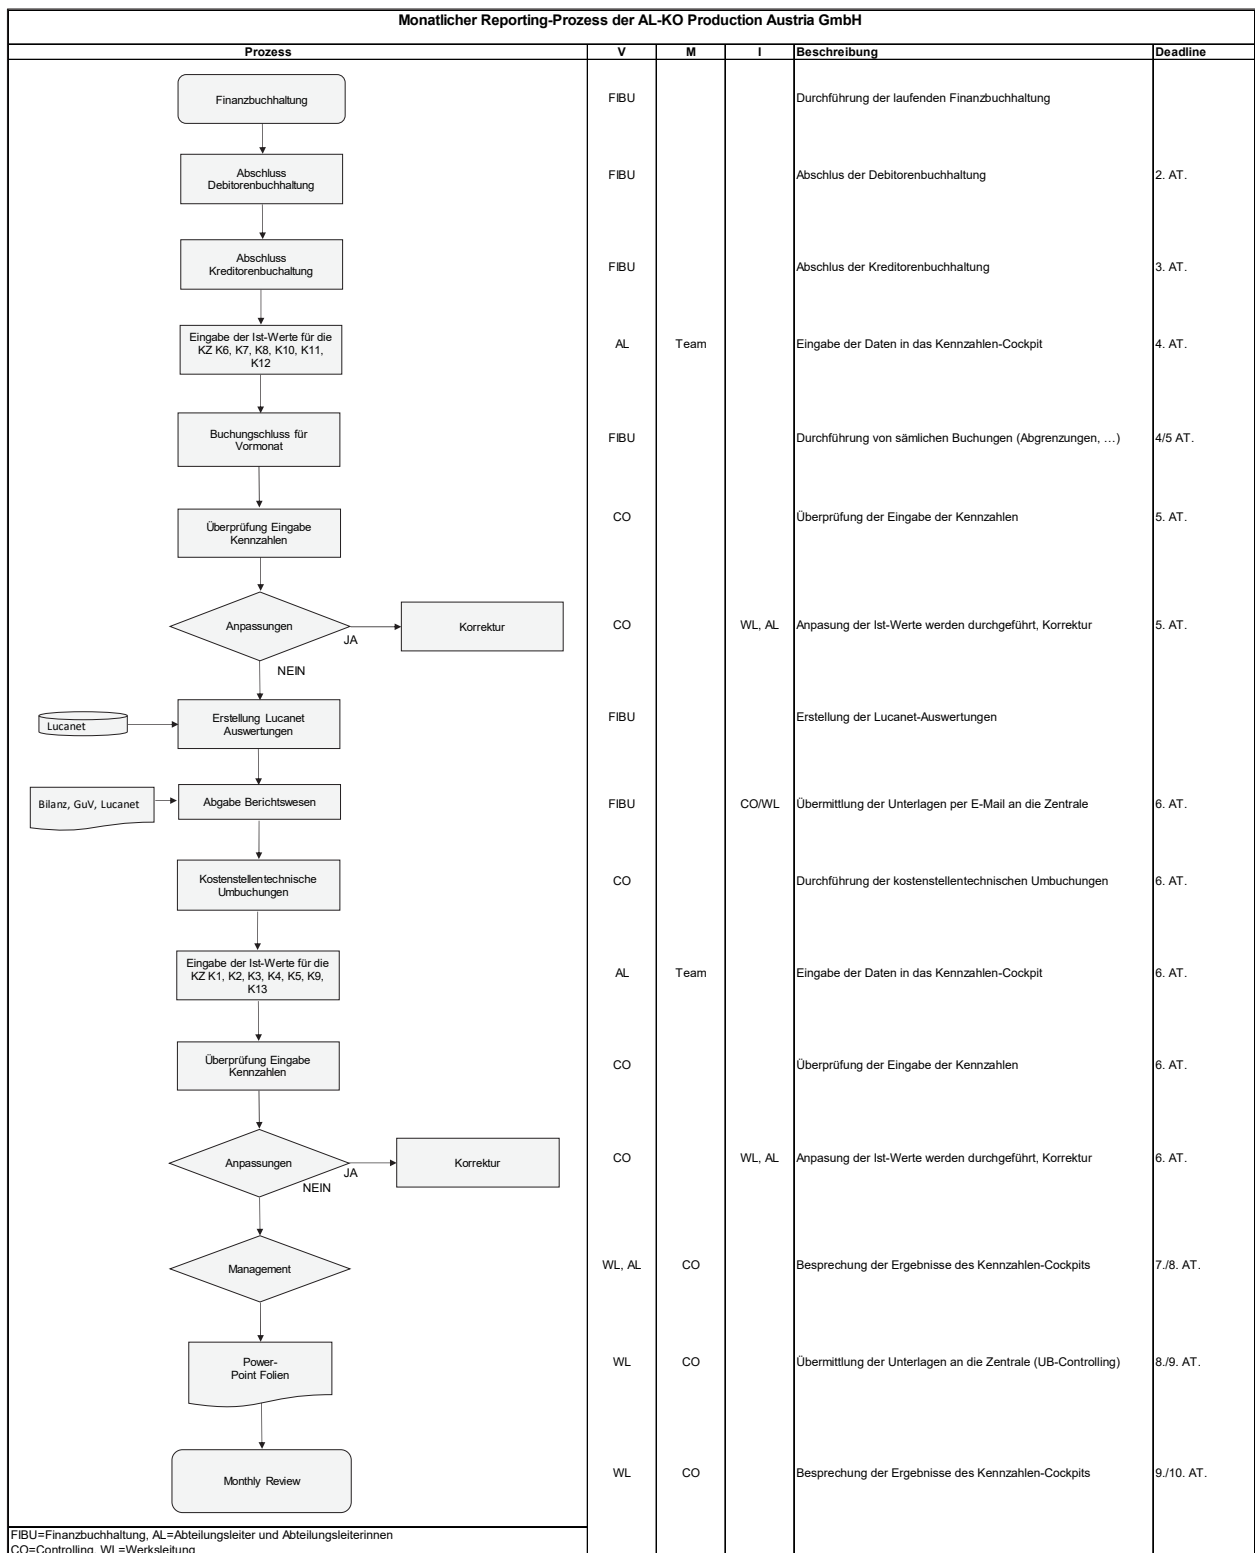 Monatlicher Reporting-Prozess der AL-KO Production Austria GmbH
Prozess V M I Beschreibung Deadline
Finanzbuchhaltung FIBU Durchführung der laufenden Finanzbuchhaltung
Abschluss
Debitorenbuchhaltung FIBU Abschlus der Debitorenbuchhaltung 2. AT.
Abschluss
Kreditorenbuchaltung FIBU Abschlus der Kreditorenbuchhaltung 3. AT.
Eingabe der Ist-Werte für die
KZ K6, K7, K8, K10, K11,
K12
AL Team Eingabe der Daten in das Kennzahlen-Cockpit 4. AT.
Buchungschluss für
Vormonat
FIBU Durchführung von sämlichen Buchungen (Abgrenzungen, …) 4/5 AT.
Überprüfung Eingabe
Kennzahlen
CO Überprüfung der Eingabe der Kennzahlen 5. AT.
Anpassungen JA Korrektur CO WL, AL Anpasung der Ist-Werte werden durchgeführt, Korrektur 5. AT.
NEIN
Lucanet
Erstellung Lucanet
Auswertungen
FIBU Erstellung der Lucanet-Auswertungen
Bilanz, GuV, Lucanet Abgabe Berichtswesen FIBU CO/WL Übermittlung der Unterlagen per E-Mail an die Zentrale 6. AT.
Kostenstellentechnische
Umbuchungen
CO Durchführung der kostenstellentechnischen Umbuchungen 6. AT.
Eingabe der Ist-Werte für die
KZ K1, K2, K3, K4, K5, K9,
K13
AL Team Eingabe der Daten in das Kennzahlen-Cockpit 6. AT.
Überprüfung Eingabe
Kennzahlen
CO Überprüfung der Eingabe der Kennzahlen 6. AT.
Anpassungen JA Korrektur CO WL, AL Anpasung der Ist-Werte werden durchgeführt, Korrektur 6. AT.
NEIN
Management WL, AL CO Besprechung der Ergebnisse des Kennzahlen-Cockpits 7./8. AT.
Power-
Point Folien
WL CO Übermittlung der Unterlagen an die Zentrale (UB-Controlling) 8./9. AT.
Monthly Review WL CO Besprechung der Ergebnisse des Kennzahlen-Cockpits 9./10. AT.
FIBU=Finanzbuchhaltung, AL=Abteilungsleiter und Abteilungsleiterinnen
CO=Controlling, WL=Werksleitung